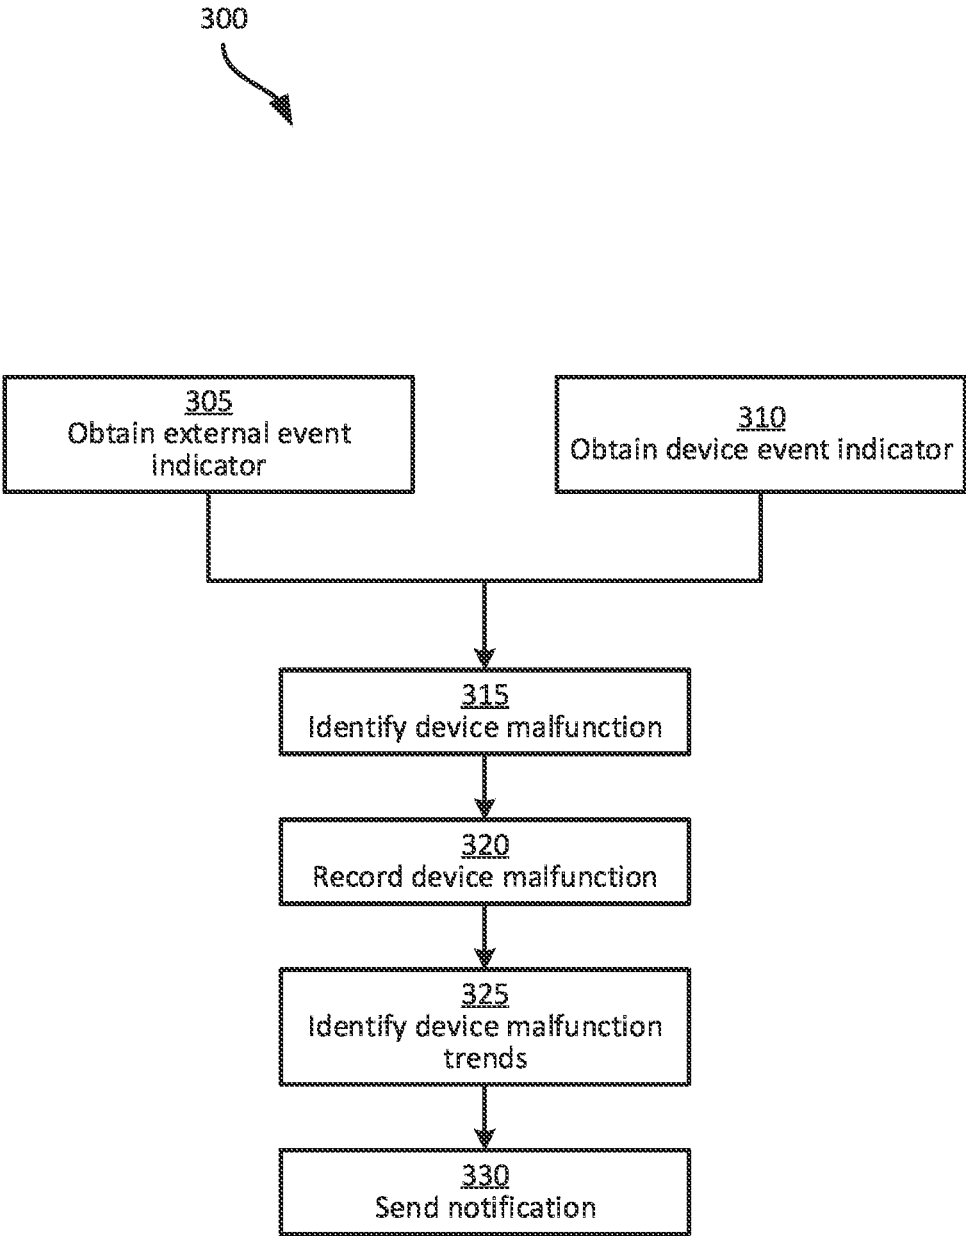 300
305
Obtain external event
indicator
310
Obtain device event indicator
315
Identify device malfunction
320
Record device malfunction
325
Identify device malfunction
trends
330
Send notification